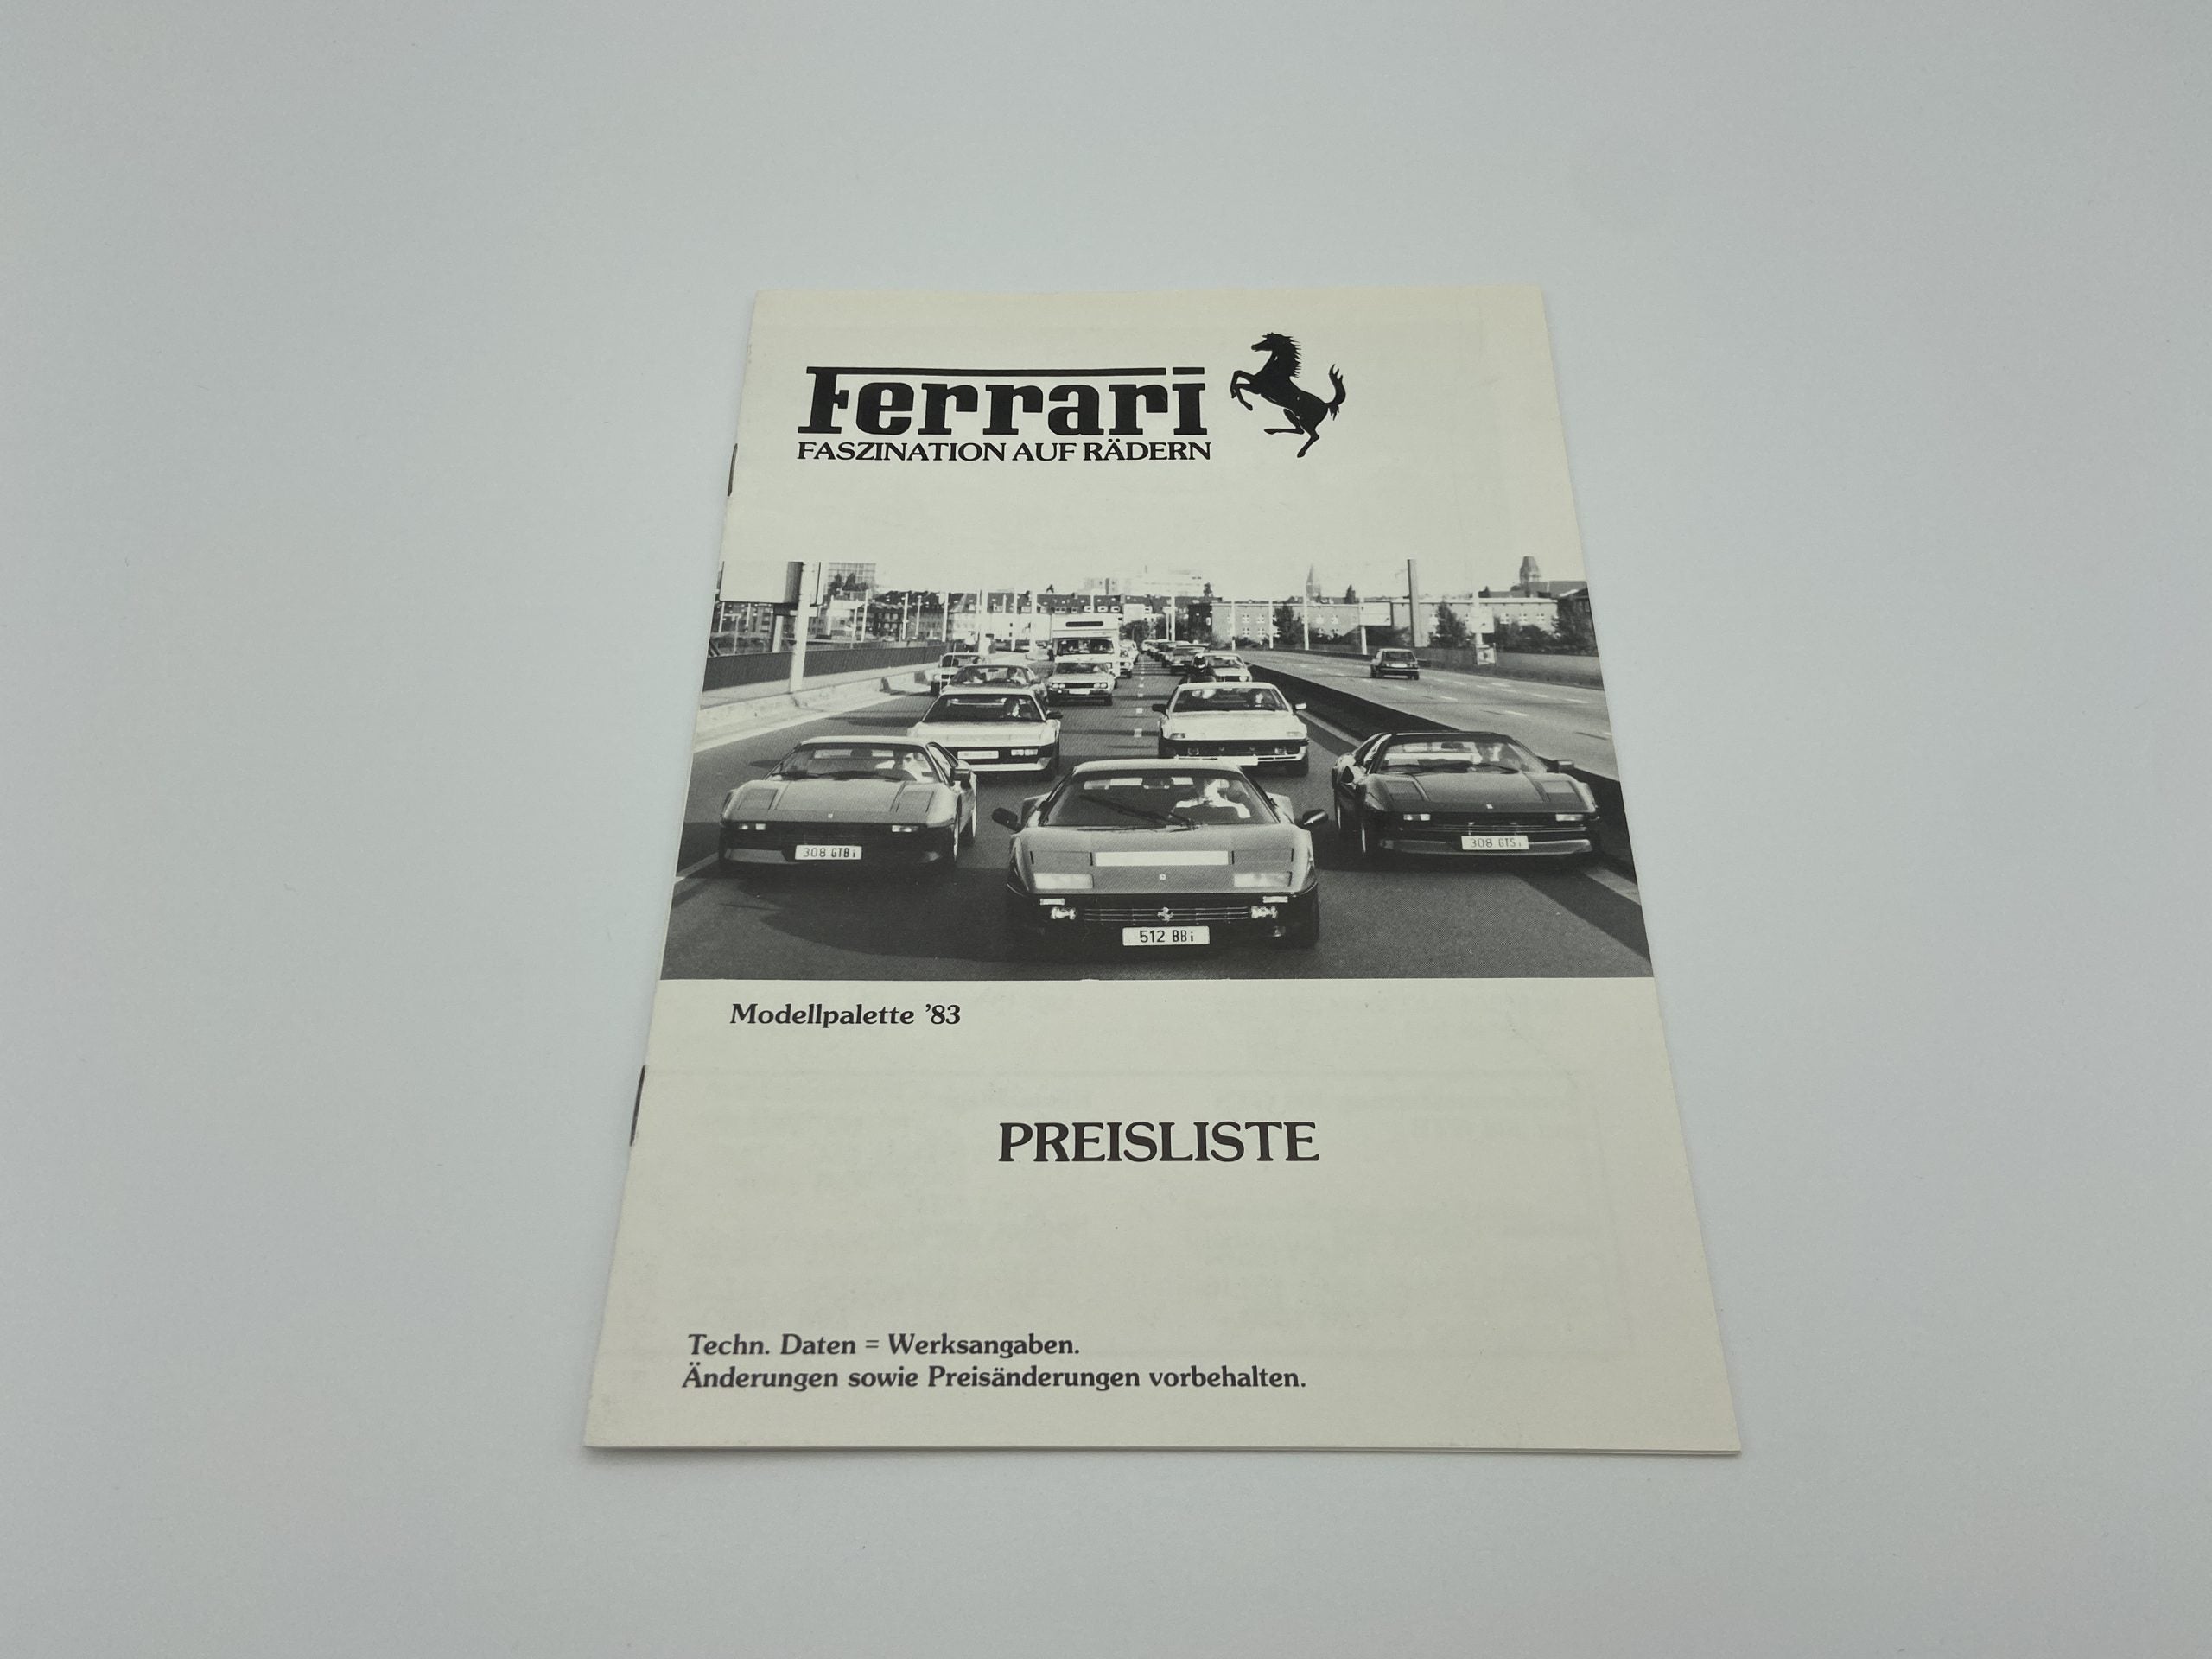 Ferrari
FASZINATION AUF RÄDERN
308 GTBi
308 GTSi
512 BBi
Modellpalette '83
PREISLISTE
Techn. Daten = Werksangaben.
Änderungen sowie Preisänderungen vorbehalten.